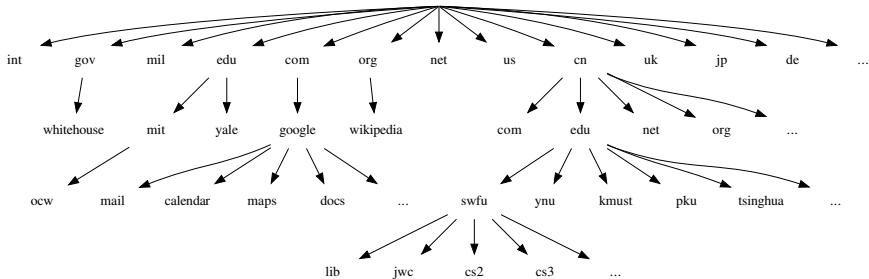 int gov mil edu com org net us cn uk jp de ...
whitehouse mit yale google wikipedia com edu net org ...
ocw mail calendar maps docs ... swfu ynu kmust pku tsinghua ...
lib jwc cs2 cs3 ...